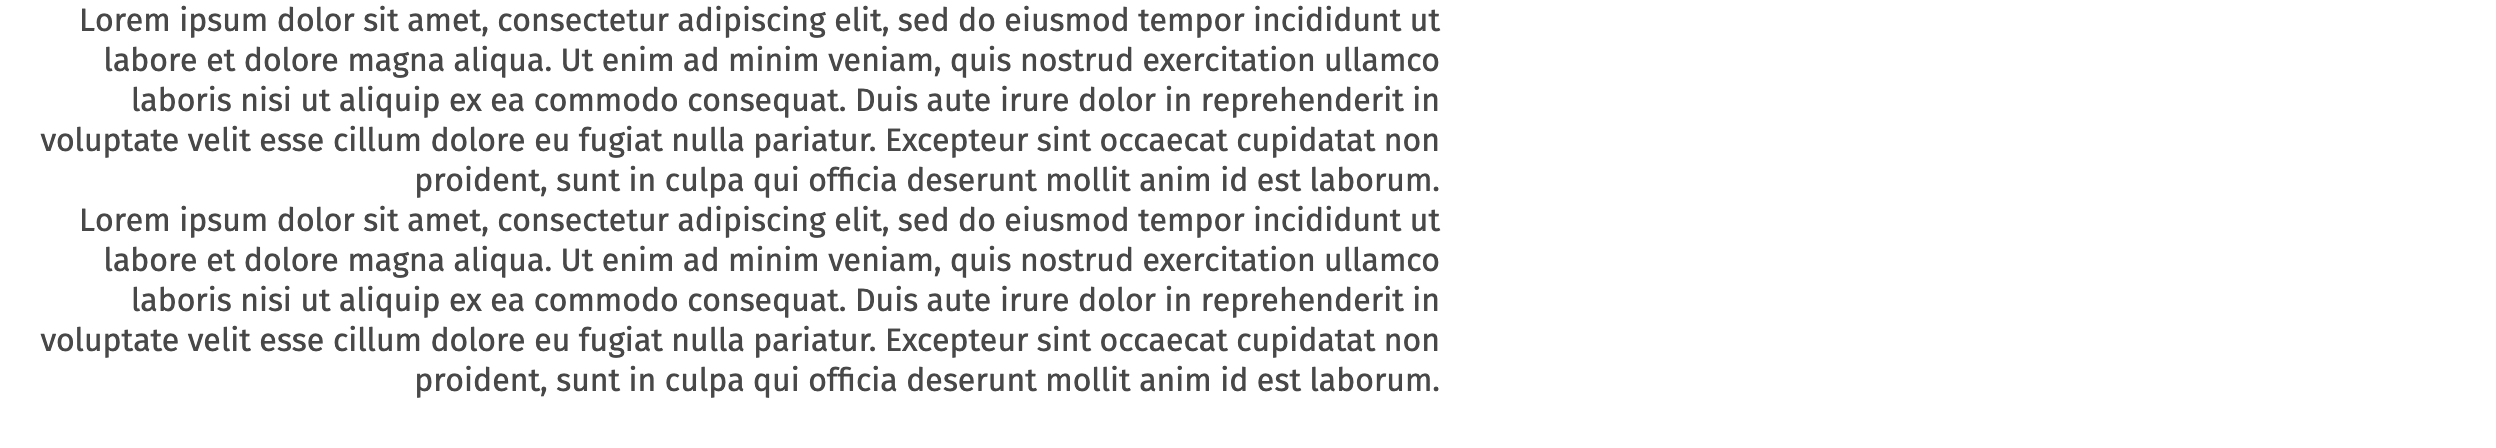 Lorem ipsum dolor sit amet, consectetur adipiscing elit, sed do eiusmod tempor incididunt ut
labore et dolore magna aliqua. Ut enim ad minim veniam, quis nostrud exercitation ullamco
laboris nisi ut aliquip ex ea commodo consequat. Duis aute irure dolor in reprehenderit in
voluptate velit esse cillum dolore eu fugiat nulla pariatur. Excepteur sint occaecat cupidatat non
proident, sunt in culpa qui officia deserunt mollit anim id est laborum.
Lorem ipsum dolor sit amet, consectetur adipiscing elit, sed do eiusmod tempor incididunt ut
labore et dolore magna aliqua. Ut enim ad minim veniam, quis nostrud exercitation ullamco
laboris nisi ut aliquip ex ea commodo consequat. Duis aute irure dolor in reprehenderit in
voluptate velit esse cillum dolore eu fugiat nulla pariatur. Excepteur sint occaecat cupidatat non
proident, sunt in culpa qui officia deserunt mollit anim id est laborum.